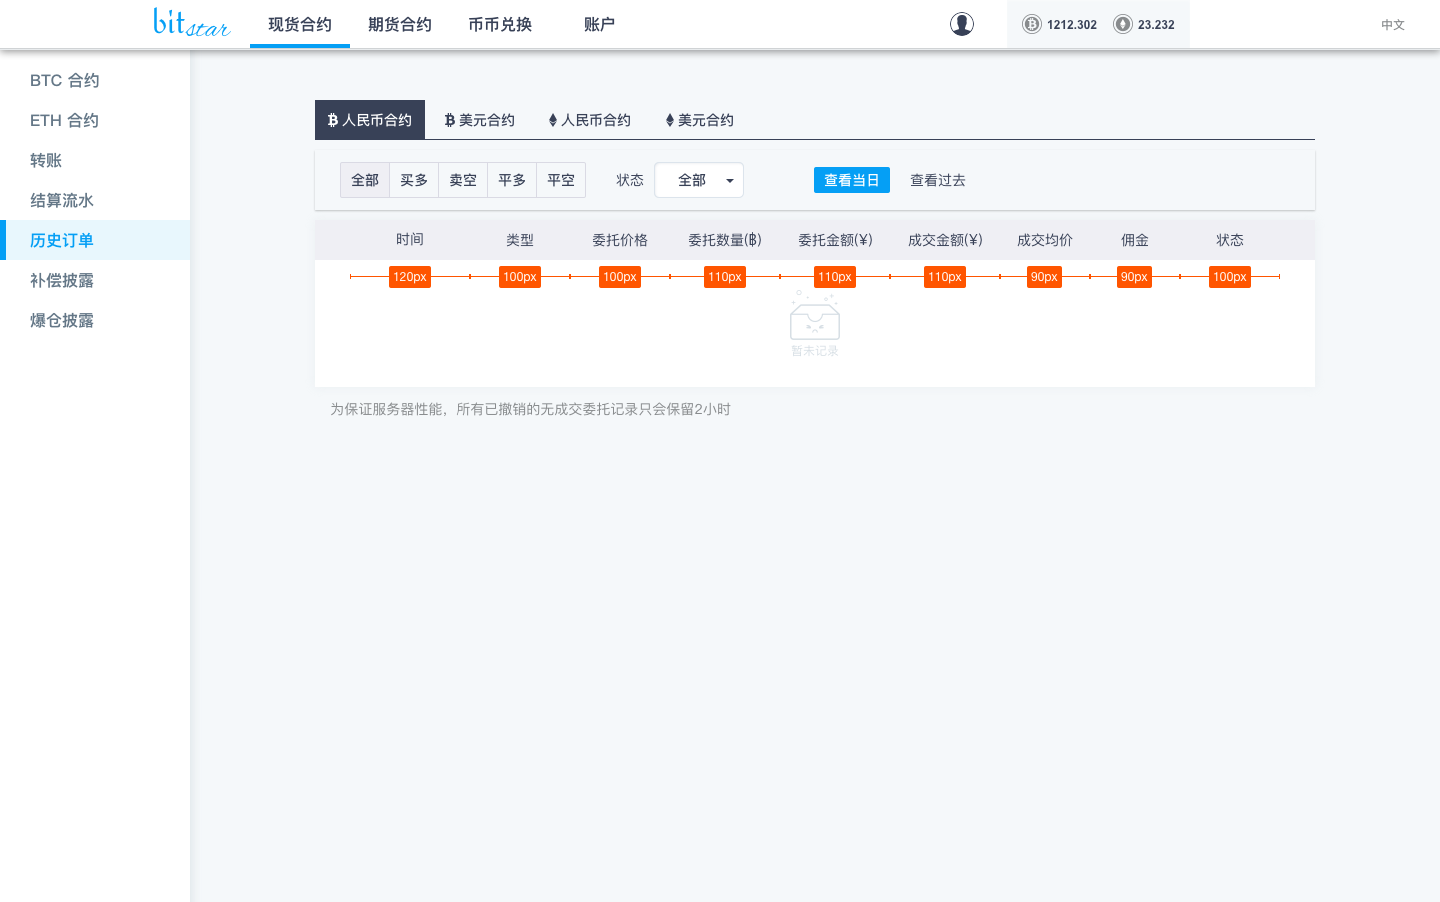 bitstar 现货合约 期货合约 币币兑换 账户 1212.302 23.232 中文
BTC 合约
ETH 合约
转账
结算流水
历史订单
补偿披露
爆仓披露
人民币合约 美元合约 人民币合约 美元合约
全部 买多 卖空 平多 平空 状态 全部 查看当日 查看过去
时间 类型 委托价格 委托数量(฿) 委托金额(¥) 成交金额(¥) 成交均价 佣金 状态
120px 100px 100px 110px 110px 110px 90px 90px 100px
暂未记录
为保证服务器性能，所有已撤销的无成交委托记录只会保留2小时